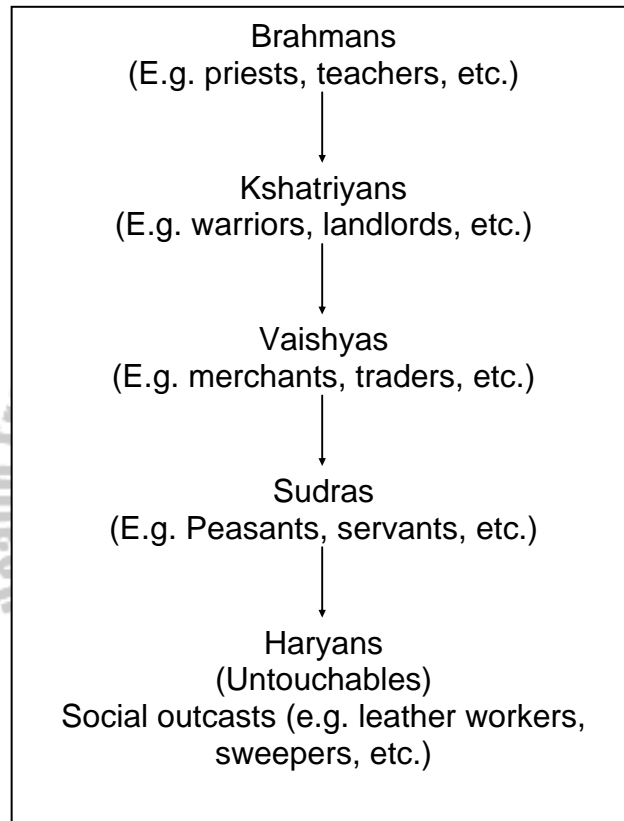 Brahmans
(E.g. priests, teachers, etc.)
Kshatriyans
(E.g. warriors, landlords, etc.)
Vaishyas
(E.g. merchants, traders, etc.)
Sudras
(E.g. Peasants, servants, etc.)
Haryans
(Untouchables)
Social outcasts (e.g. leather workers,
sweepers, etc.)